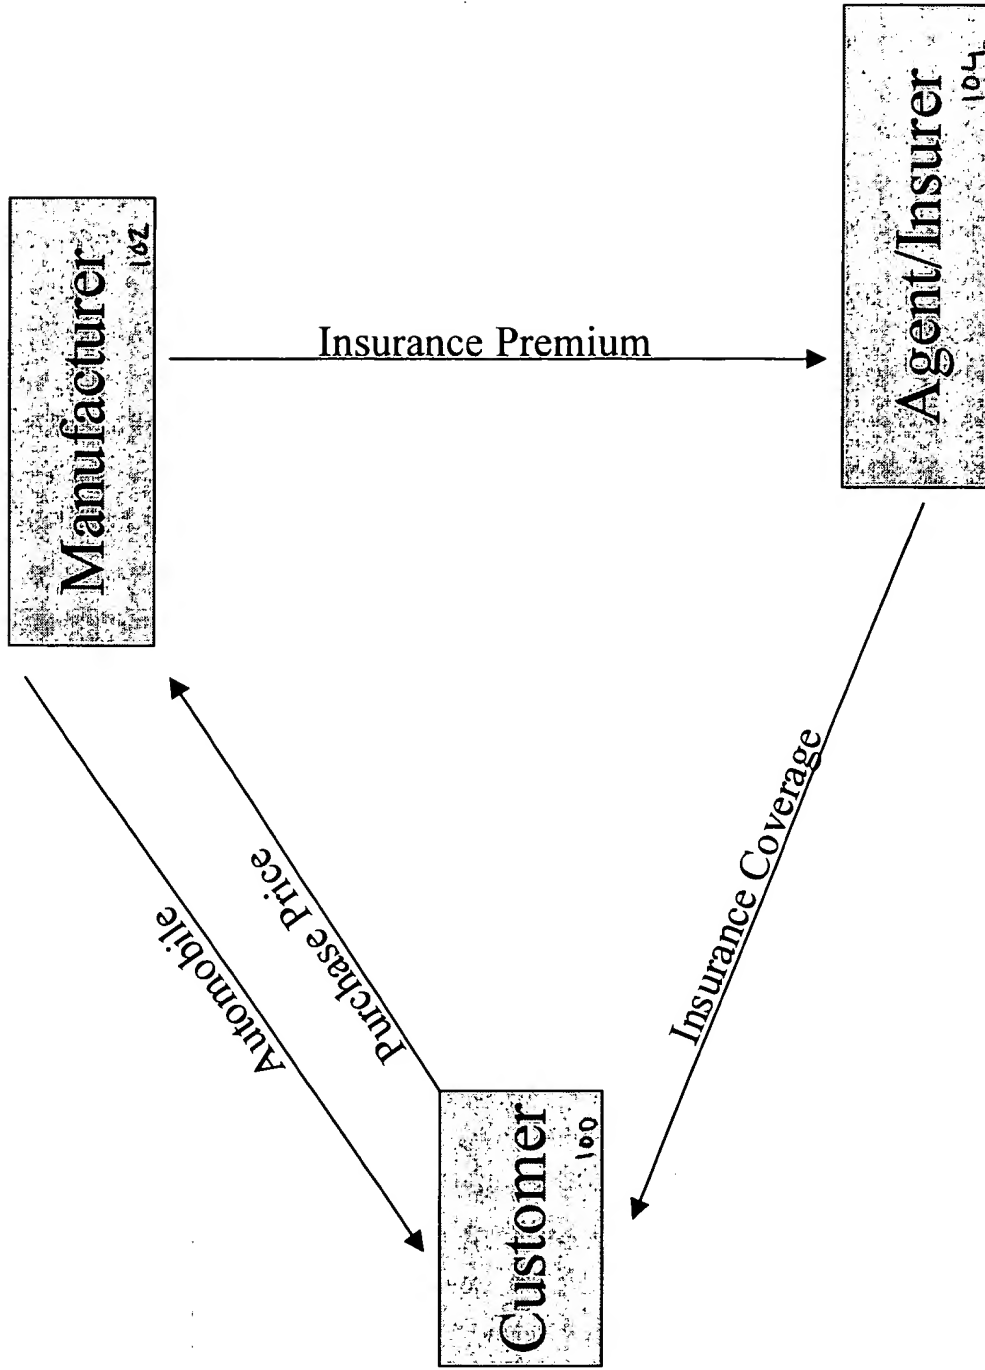 Manufacturer
102
Insurance Premium
Agent/Insurer
104
Automobile
Purchase Price
Insurance Coverage
Customer
100